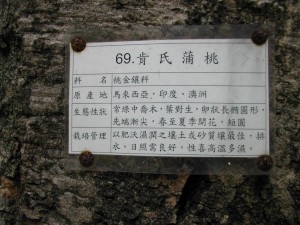 69.肯氏蒲桃
科 名 桃金孃科
原產地 馬來西亞,印度,澳洲
生態性狀 常綠中喬木,葉對生,卵狀長橢圓形,
先端漸尖,春至夏季開花,短圓
栽培管理 以肥沃濕潤之壤土或砂質壤最佳,排
水、日照需良好,性喜高溫多濕。